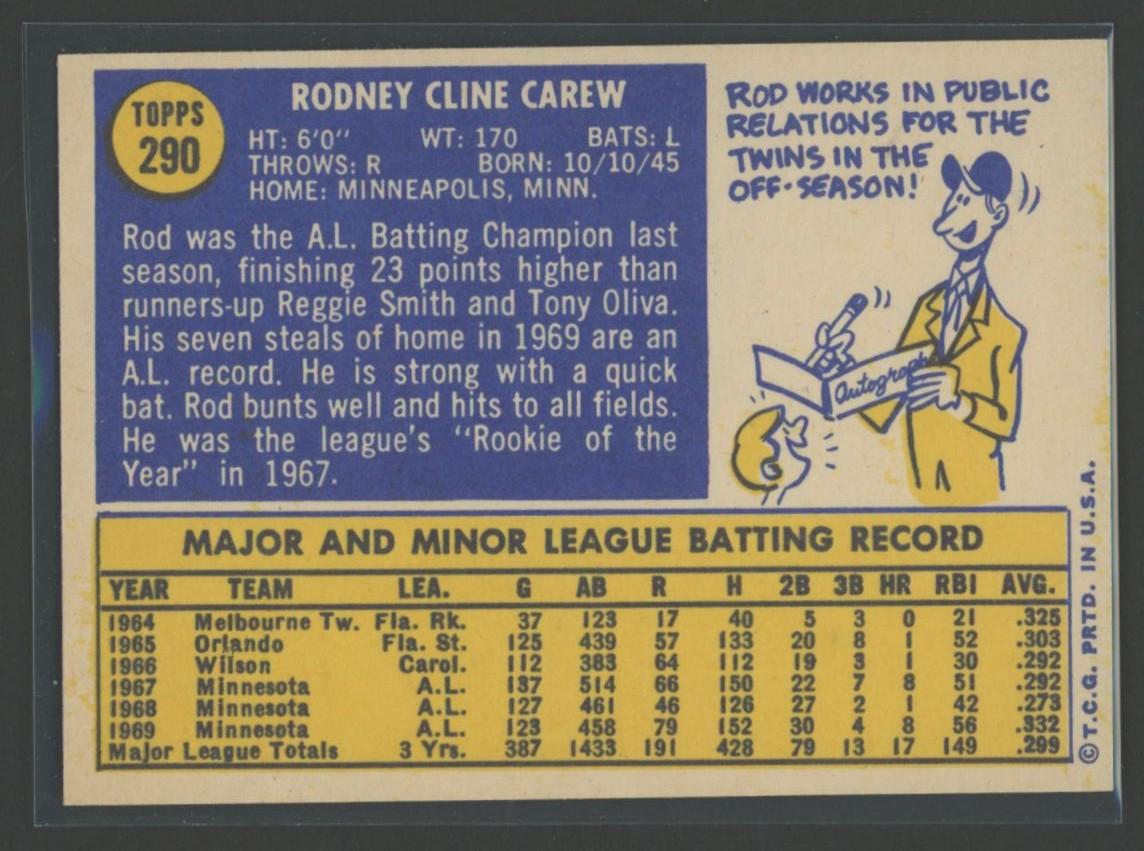 TOPPS
290
RODNEY CLINE CAREW
HT: 6'0" WT: 170 BATS: L
THROWS: R BORN: 10/10/45
HOME: MINNEAPOLIS, MINN.
Rod was the A.L. Batting Champion last
season, finishing 23 points higher than
runners-up Reggie Smith and Tony Oliva.
His seven steals of home in 1969 are an
A.L. record. He is strong with a quick
bat. Rod bunts well and hits to all fields.
He was the league's "Rookie of the
Year" in 1967.
ROD WORKS IN PUBLIC
RELATIONS FOR THE
TWINS IN THE
OFF-SEASON!
Autographs
MAJOR AND MINOR LEAGUE BATTING RECORD
YEAR TEAM LEA. G AB R H 2B 3B HR RBI AVG.
1964 Melbourne Tw. Fla. Rk. 37 123 17 40 5 3 0 21 .325
1965 Orlando Fla. St. 125 439 57 133 20 8 1 52 .303
1966 Wilson Carol. 112 383 64 112 19 3 1 30 .292
1967 Minnesota A.L. 137 514 66 150 22 7 8 51 .292
1968 Minnesota A.L. 127 461 46 126 27 2 1 42 .273
1969 Minnesota A.L. 123 458 79 152 30 4 8 56 .332
Major League Totals 3 Yrs. 387 1433 191 428 79 13 17 149 .299
© T.C.G. PRTD. IN U.S.A.